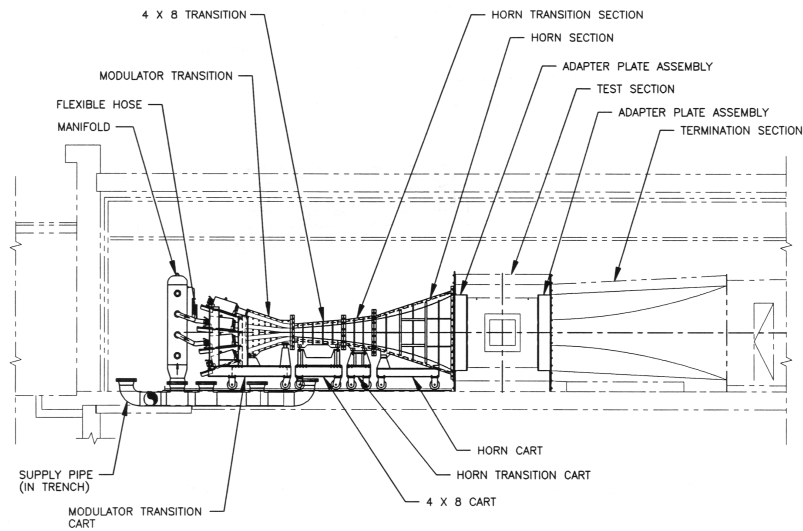 4 X 8 TRANSITION
HORN TRANSITION SECTION
HORN SECTION
MODULATOR TRANSITION
ADAPTER PLATE ASSEMBLY
FLEXIBLE HOSE
TEST SECTION
MANIFOLD
ADAPTER PLATE ASSEMBLY
TERMINATION SECTION
HORN CART
SUPPLY PIPE
(IN TRENCH)
HORN TRANSITION CART
4 X 8 CART
MODULATOR TRANSITION
CART